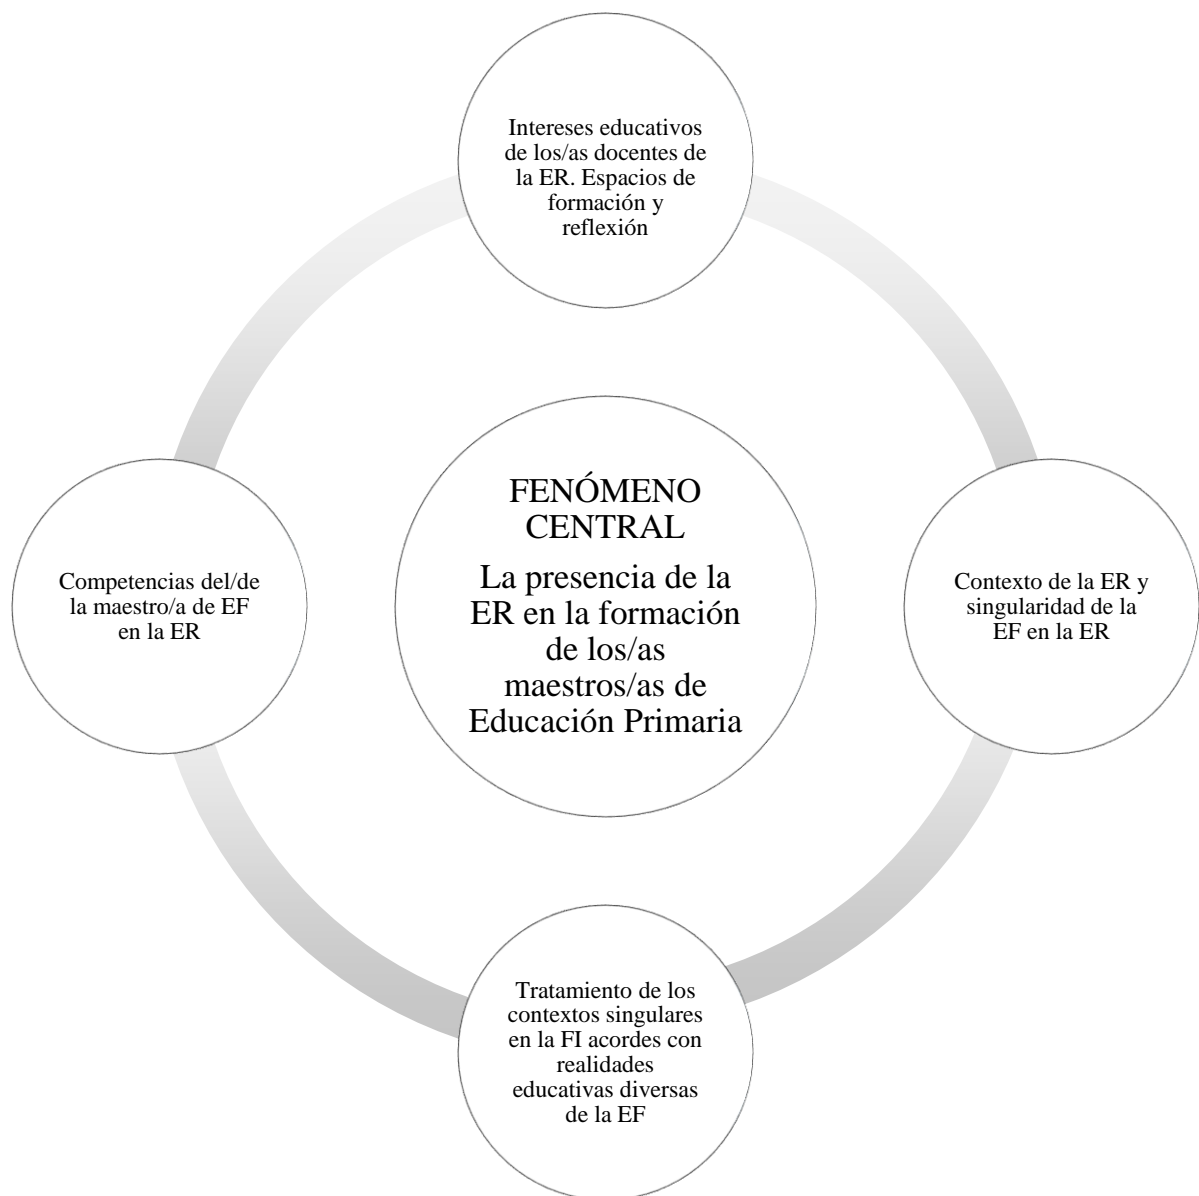 Intereses educativos
de los/as docentes de
la ER. Espacios de
formación y
reflexión
FENÓMENO
CENTRAL
La presencia de la
ER en la formación
de los/as
maestros/as de
Educación Primaria
Competencias del/de
la maestro/a de EF
en la ER
Contexto de la ER y
singularidad de la
EF en la ER
Tratamiento de los
contextos singulares
en la FI acordes con
realidades
educativas diversas
de la EF